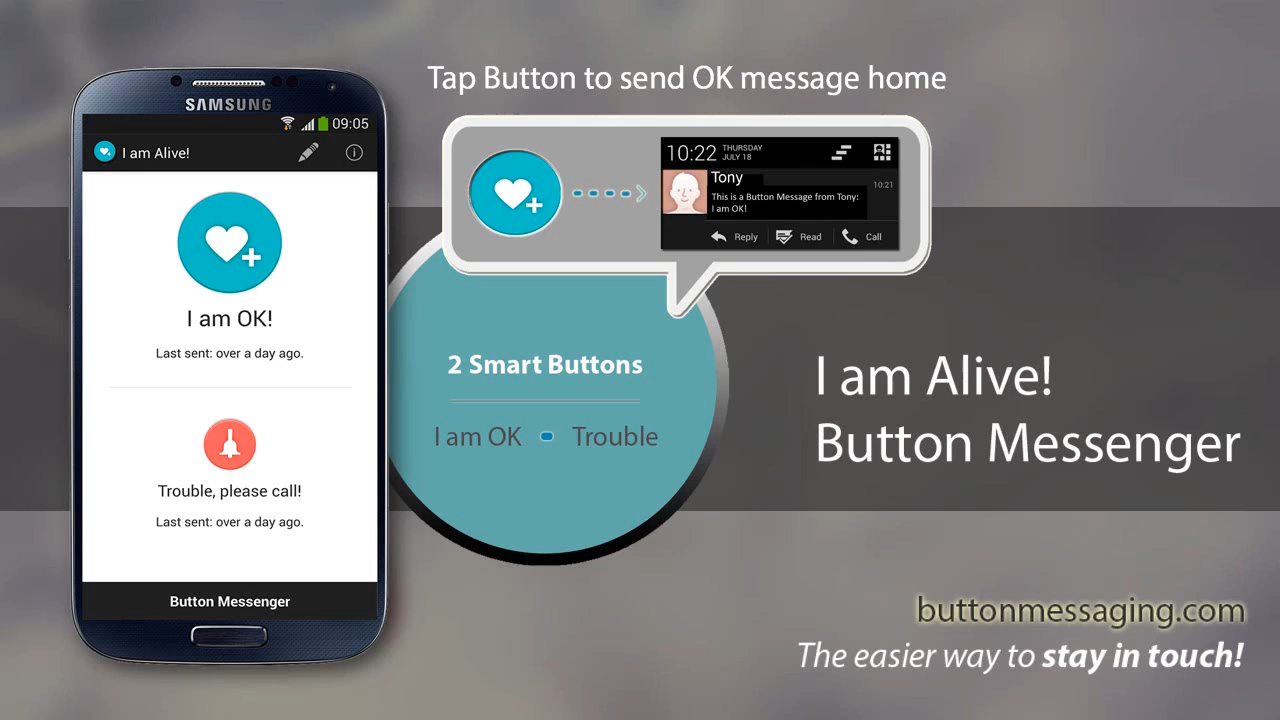 Tap Button to send OK message home
SAMSUNG
09:05
I am Alive!
I am OK!
Last sent: over a day ago.
Trouble, please call!
Last sent: over a day ago.
Button Messenger
10:22 THURSDAY
JULY 18
Tony
10:21
This is a Button Message from Tony:
I am OK!
Reply Read Call
2 Smart Buttons
I am OK Trouble
I am Alive!
Button Messenger
buttonmessaging.com
The easier way to stay in touch!